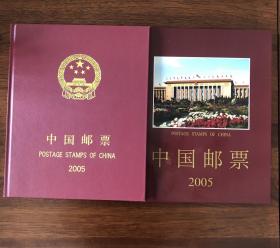 中国邮票
POSTAGE STAMPS OF CHINA
2005
POSTAGE STAMPS OF CHINA
中国邮票
2005